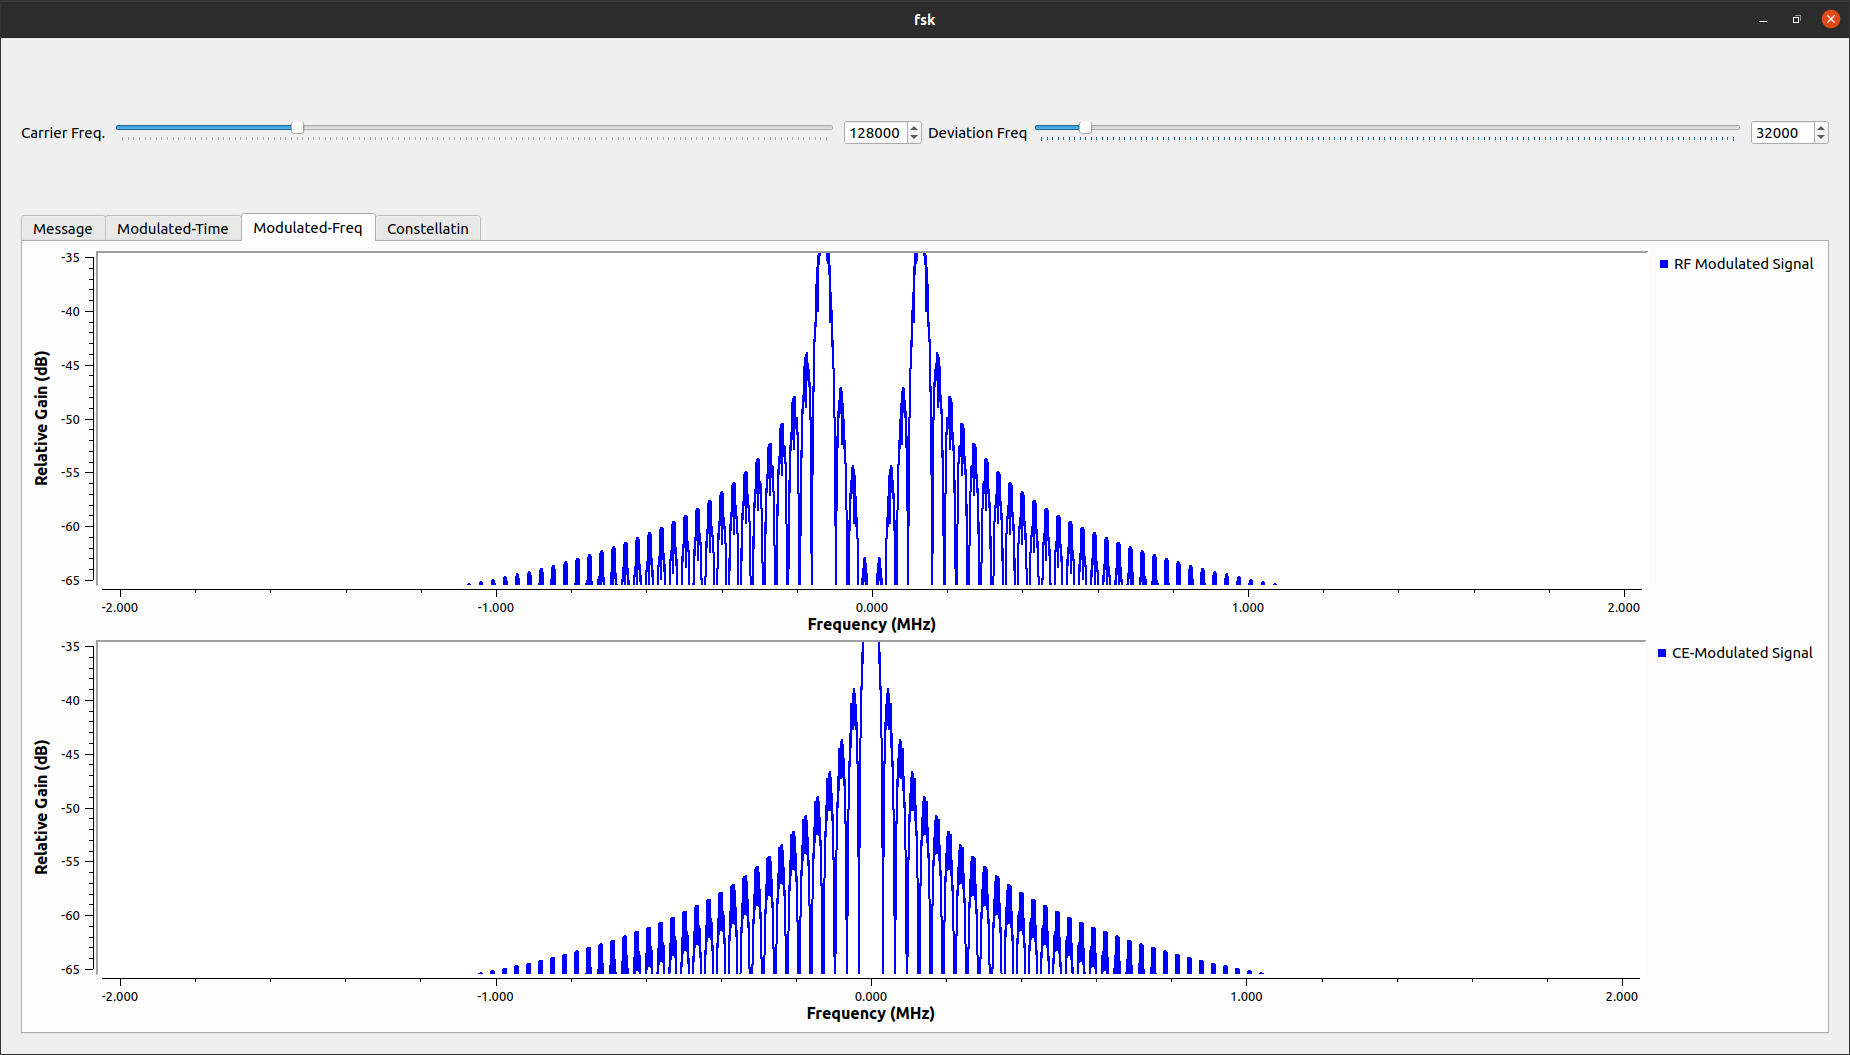 fsk
Carrier Freq. 128000 Deviation Freq 32000
Message Modulated-Time Modulated-Freq Constellatin
RF Modulated Signal
Relative Gain (dB)
-35
-40
-45
-50
-55
-60
-65
-2.000 -1.000 0.000 1.000 2.000
Frequency (MHz)
CE-Modulated Signal
Relative Gain (dB)
-35
-40
-45
-50
-55
-60
-65
-2.000 -1.000 0.000 1.000 2.000
Frequency (MHz)